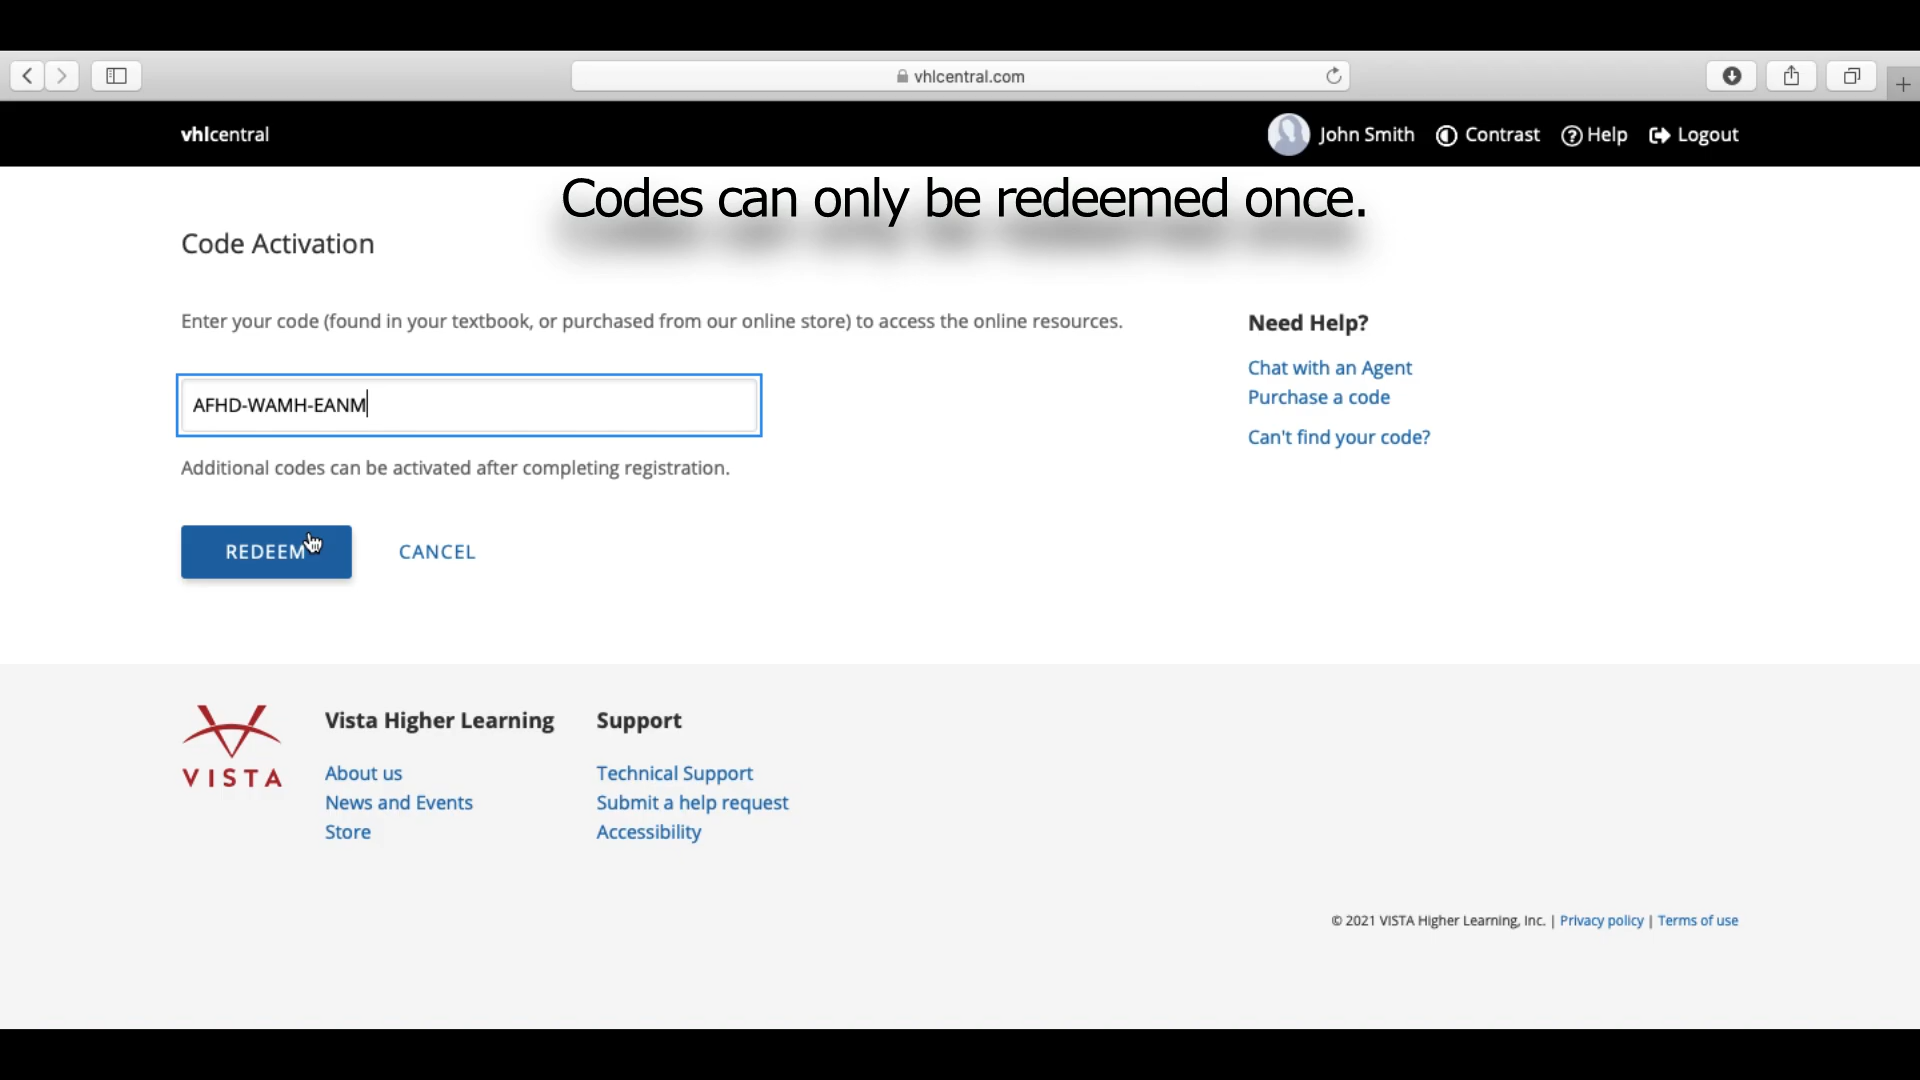 vhlcentral.com
vhlcentral
John Smith
Contrast
Help
Logout
Codes can only be redeemed once.
Code Activation
Enter your code (found in your textbook, or purchased from our online store) to access the online resources.
AFHD-WAMH-EANM
Additional codes can be activated after completing registration.
REDEEM
CANCEL
Need Help?
Chat with an Agent
Purchase a code
Can't find your code?
VISTA
Vista Higher Learning
About us
News and Events
Store
Support
Technical Support
Submit a help request
Accessibility
© 2021 VISTA Higher Learning, Inc. | Privacy policy | Terms of use